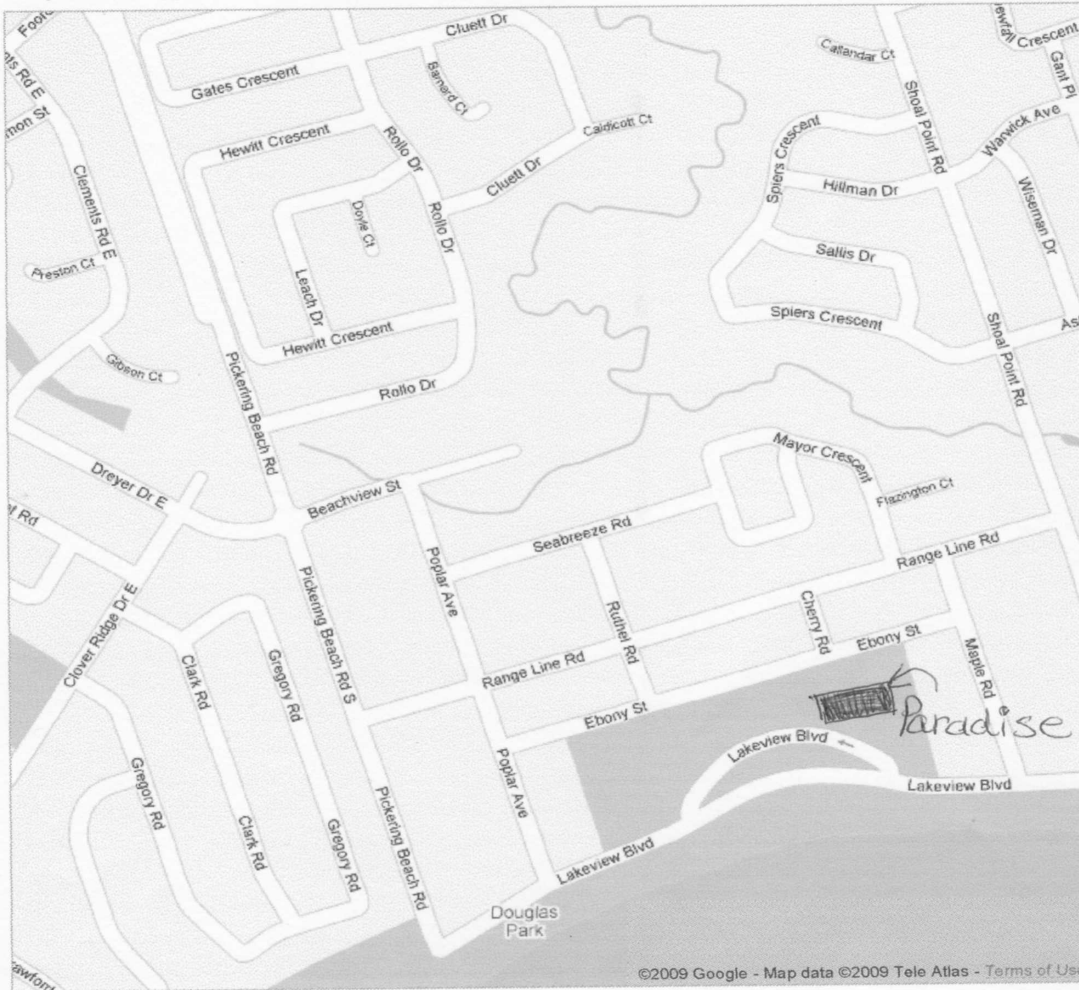 Cluett Dr
Gates Crescent
Barnard Ct
Callandar Ct
Crescent
Gant Pl
Clements Rd E
Hewitt Crescent
Rollo Dr
Caldicott Ct
Cluett Dr
Shoal Point Rd
Warwick Ave
Spiers Crescent
Hillman Dr
Wiseman Dr
Preston Ct
Doyle Ct
Rollo Dr
Sallis Dr
Leach Dr
Spiers Crescent
Hewitt Crescent
Gibson Ct
Pickering Beach Rd
Rollo Dr
Shoal Point Rd
Dreyer Dr E
Beachview St
Mayor Crescent
Flazington Ct
Seabreeze Rd
Range Line Rd
Poplar Ave
Clover Ridge Dr E
Pickering Beach Rd S
Ruthel Rd
Cherry Rd
Ebony St
Clark Rd
Gregory Rd
Range Line Rd
Maple Rd
Ebony St
Paradise
Lakeview Blvd
Lakeview Blvd
Poplar Ave
Gregory Rd
Clark Rd
Gregory Rd
Pickering Beach Rd
Lakeview Blvd
Douglas
Park
©2009 Google - Map data ©2009 Tele Atlas - Terms of Use